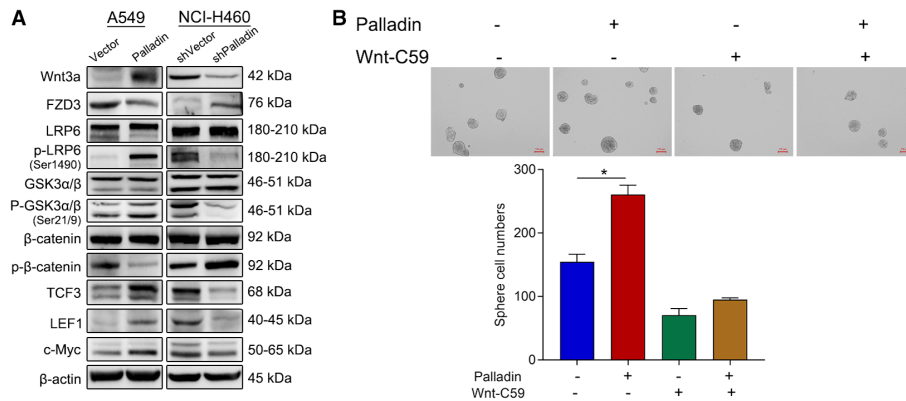 A
A549 NCI-H460
Vector Palladin shVector shPalladin
Wnt3a 42 kDa
FZD3 76 kDa
LRP6 180-210 kDa
p-LRP6 180-210 kDa
(Ser1490)
GSK3α/β 46-51 kDa
P-GSK3α/β 46-51 kDa
(Ser21/9)
β-catenin 92 kDa
p-β-catenin 92 kDa
TCF3 68 kDa
LEF1 40-45 kDa
c-Myc 50-65 kDa
β-actin 45 kDa
B
Palladin - + - +
Wnt-C59 - - + +
Sphere cell numbers
300
200
100
0
*
Palladin - + - +
Wnt-C59 - - + +